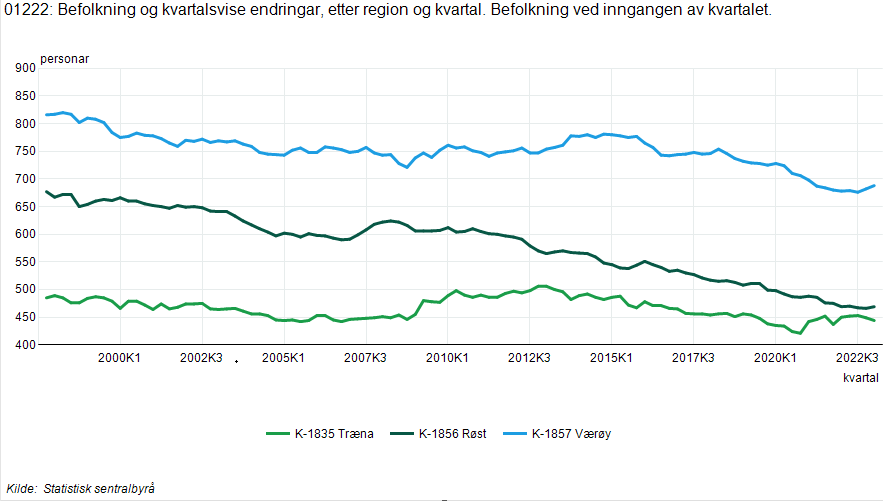 01222: Befolkning og kvartalsvise endringar, etter region og kvartal. Befolkning ved inngangen av kvartalet.
personar
900
850
800
750
700
650
600
550
500
450
400
2000K1 2002K3 2005K1 2007K3 2010K1 2012K3 2015K1 2017K3 2020K1 2022K3
kvartal
K-1835 Træna K-1856 Røst K-1857 Værøy
Kilde: Statistisk sentralbyrå